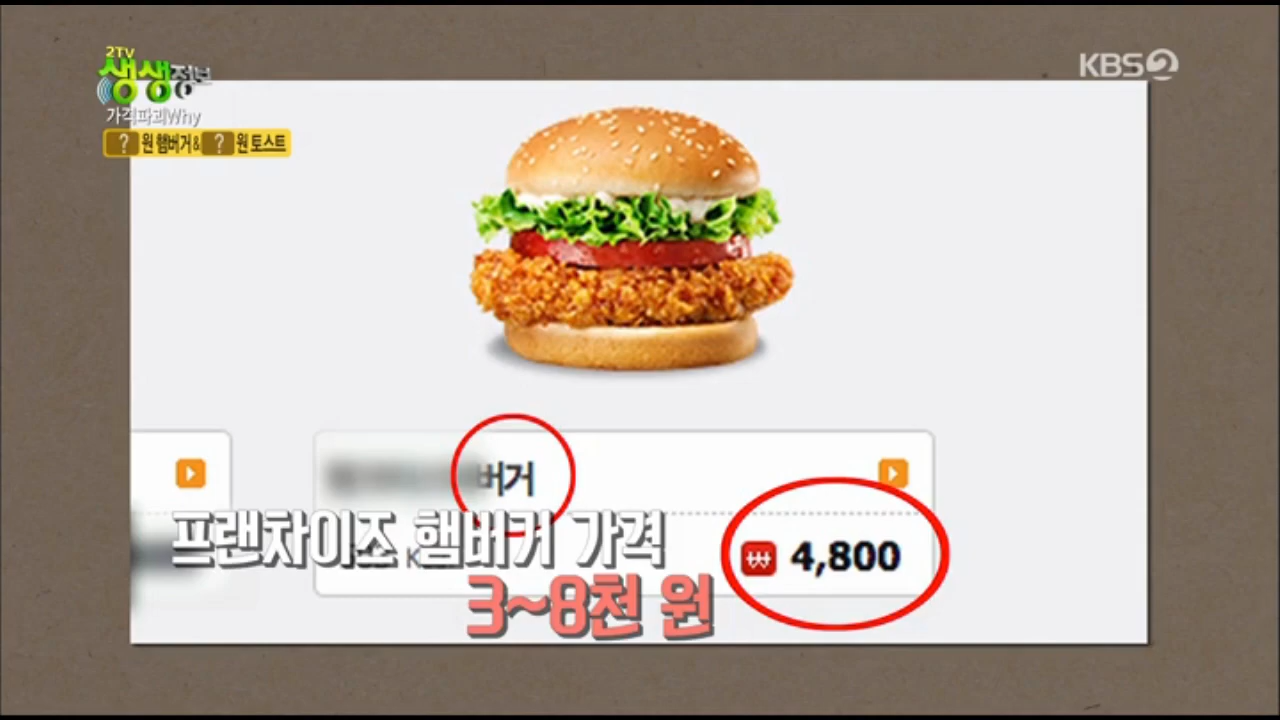 2TV
생생정보
KBS2
가격파괴Why
? 원 햄버거 & ? 원 토스트
버거
프랜차이즈 햄버거 가격
₩ 4,800
3~8천 원